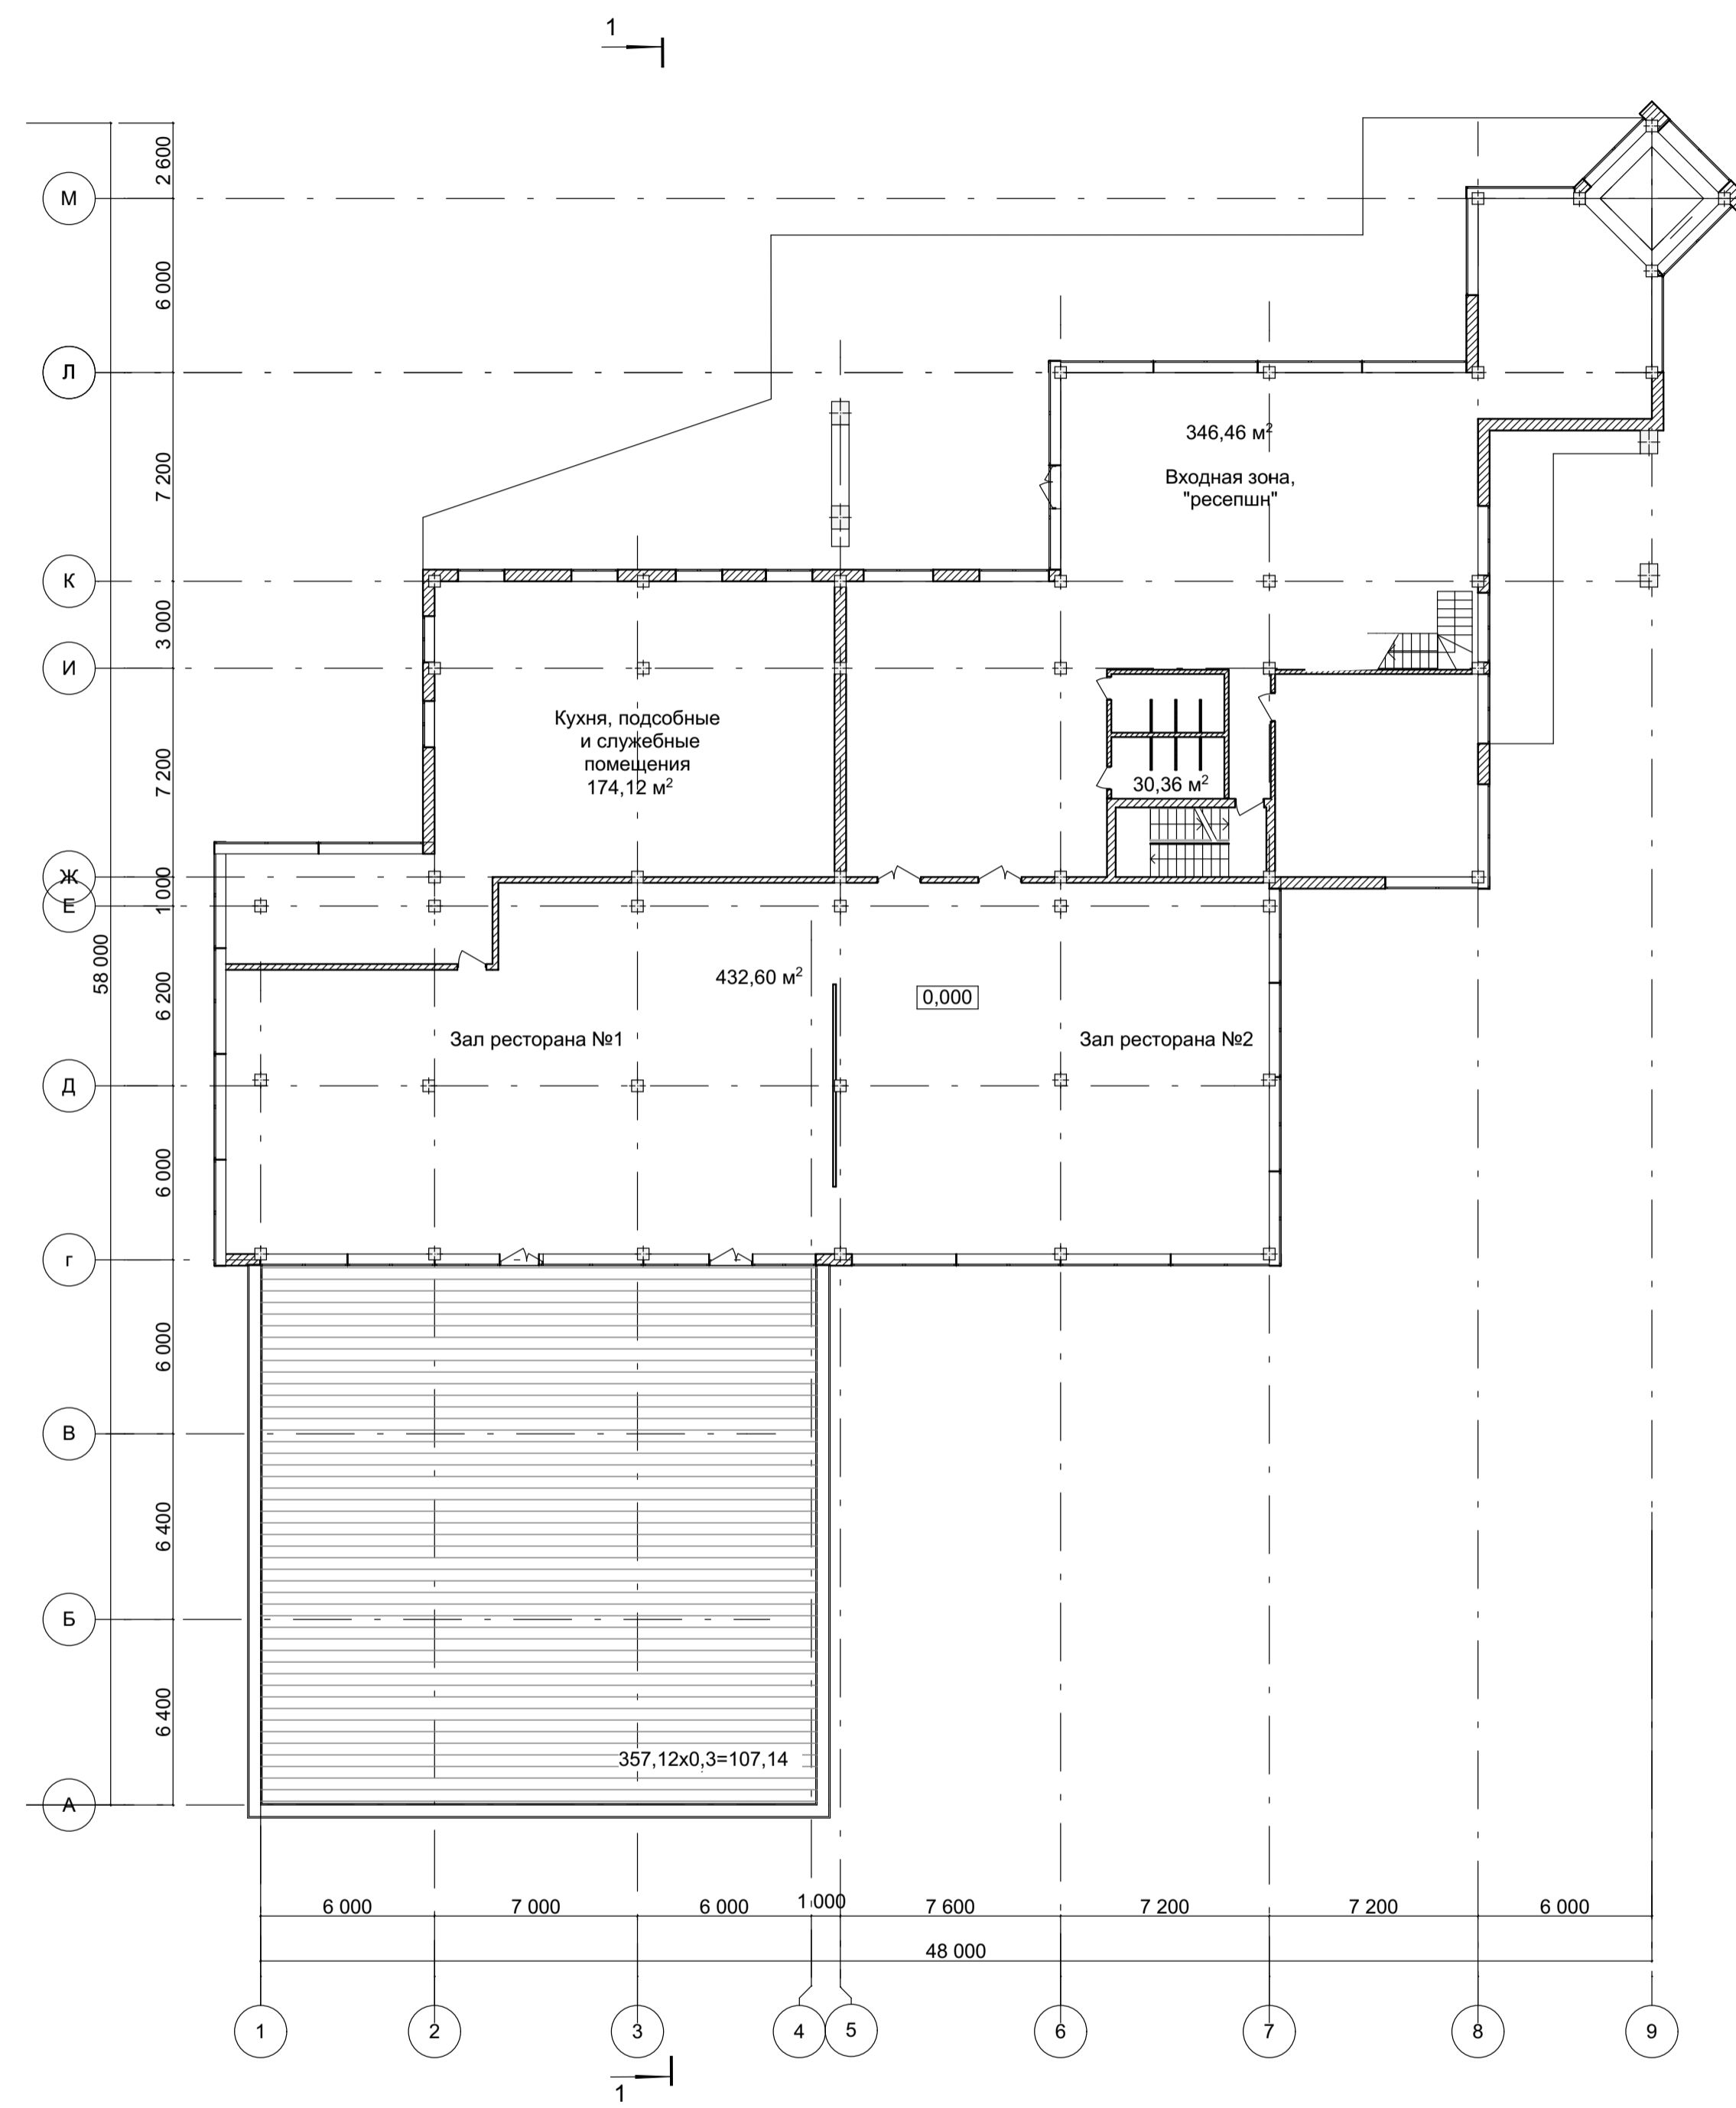 1
2 600
М
6 000
Л
346,46 м²
Входная зона,
"ресепшн"
7 200
К
3 000
И
Кухня, подсобные
и служебные
помещения
174,12 м²
30,36 м²
7 200
Ж
1 000
Е
58 000
432,60 м²
0,000
6 200
Зал ресторана №1
Зал ресторана №2
Д
6 000
г
6 000
В
6 400
Б
6 400
357,12х0,3=107,14
А
6 000
7 000
6 000
1 000
7 600
7 200
7 200
6 000
48 000
1
2
3
4
5
6
7
8
9
1